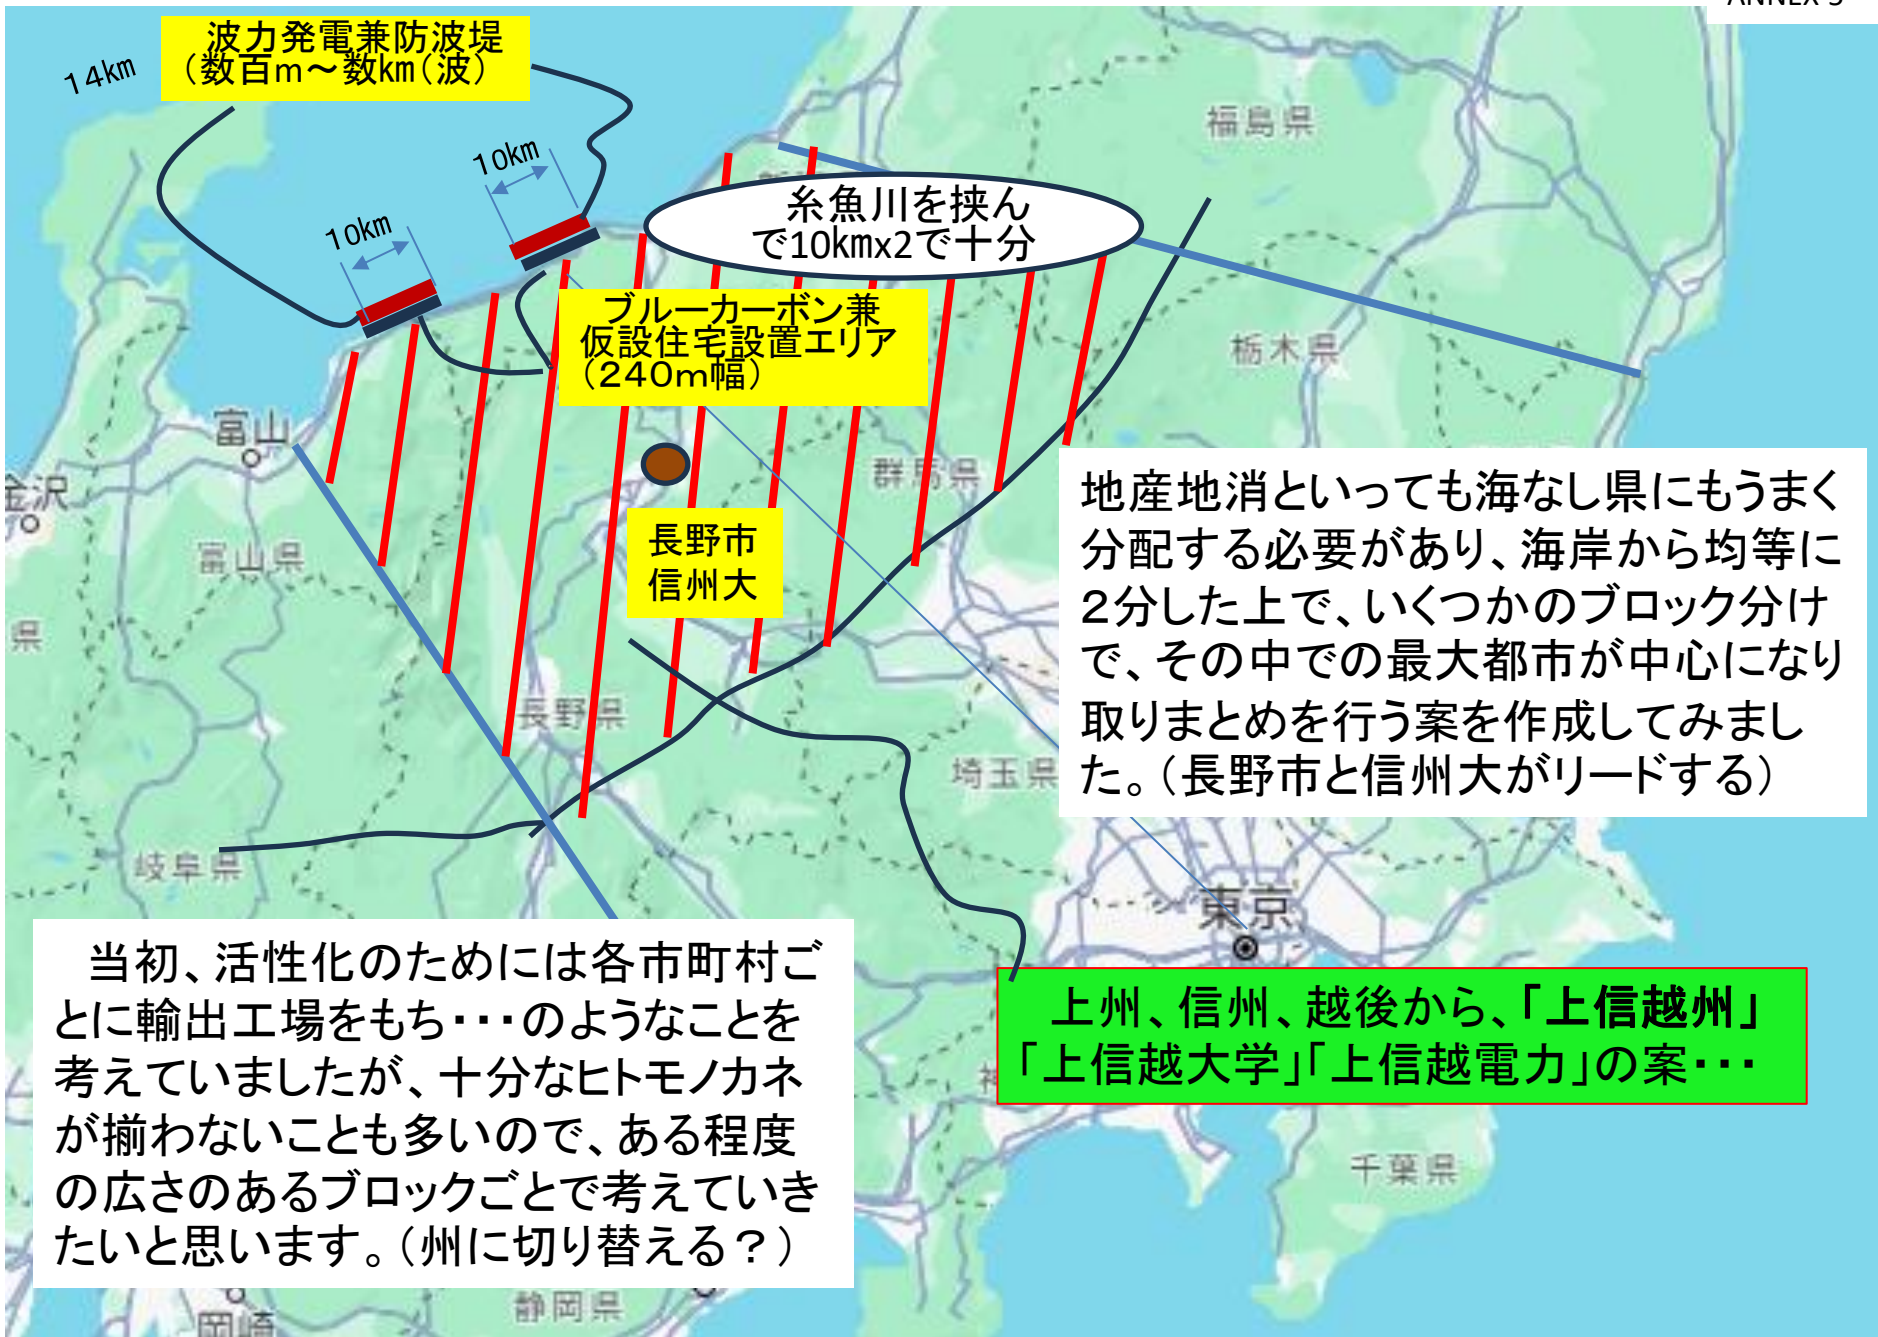 波力発電兼防波堤
(数百m～数km(波)
14km
10km
10km
福島県
糸魚川を挟ん
で10kmx2で十分
ブルーカーボン兼
仮設住宅設置エリア
(240m幅)
栃木県
富山
群馬県
金沢
富山県
県
長野市
信州大
地産地消といっても海なし県にもうまく
分配する必要があり、海岸から均等に
２分した上で、いくつかのブロック分け
で、その中での最大都市が中心になり
取りまとめを行う案を作成してみまし
た。(長野市と信州大がリードする)
長野県
埼玉県
岐阜県
東京
当初、活性化のためには各市町村ご
とに輸出工場をもち・・・のようなことを
考えていましたが、十分なヒトモノカネ
が揃わないことも多いので、ある程度
の広さのあるブロックごとで考えていき
たいと思います。(州に切り替える？)
上州、信州、越後から、「上信越州」
「上信越大学」「上信越電力」の案・・・
千葉県
静岡県
岡崎